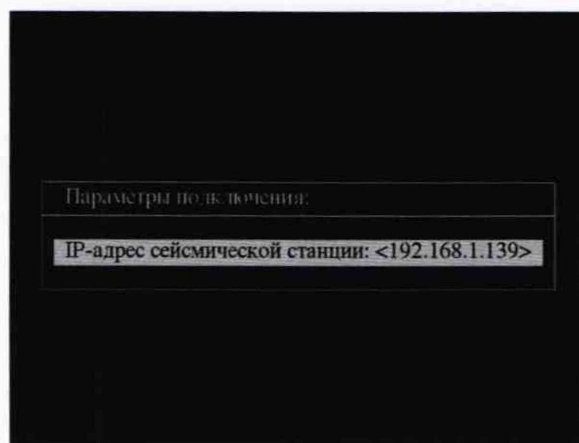 Параметры подключения:
IP-адрес сейсмической станции: <192.168.1.139>